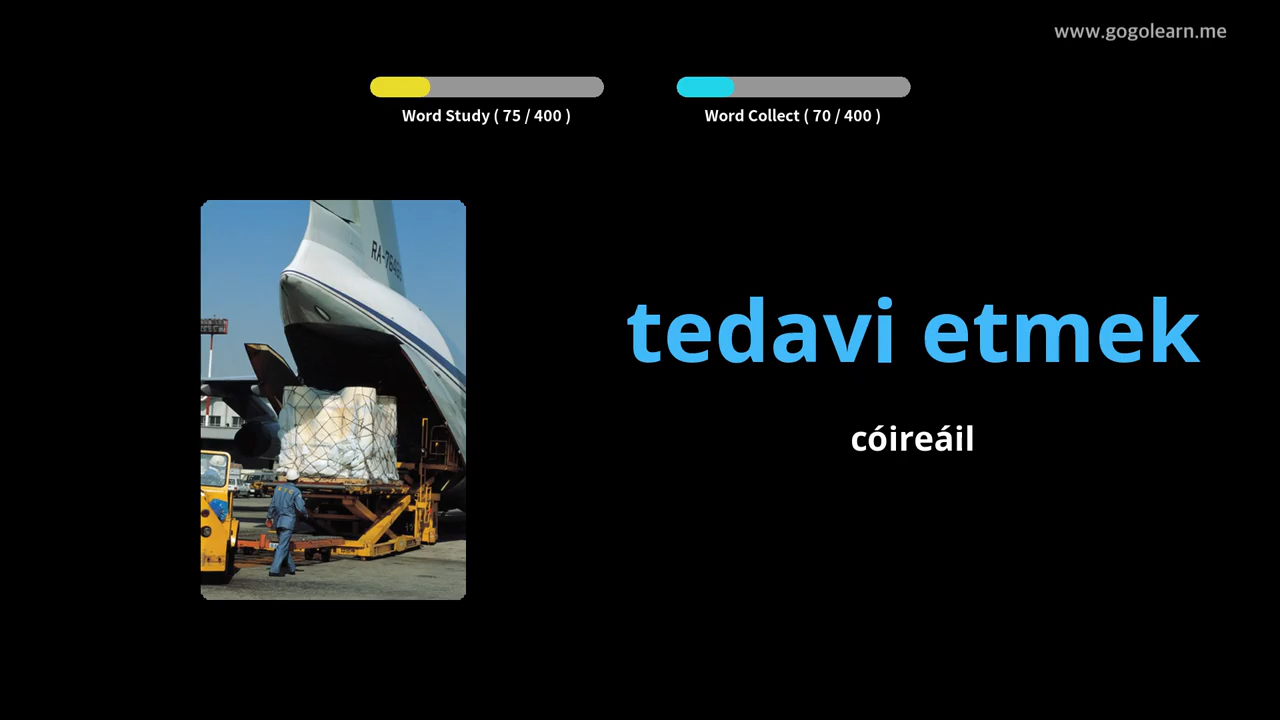 www.gogolearn.me
Word Study ( 75 / 400 )
Word Collect ( 70 / 400 )
tedavi etmek
cóireáil